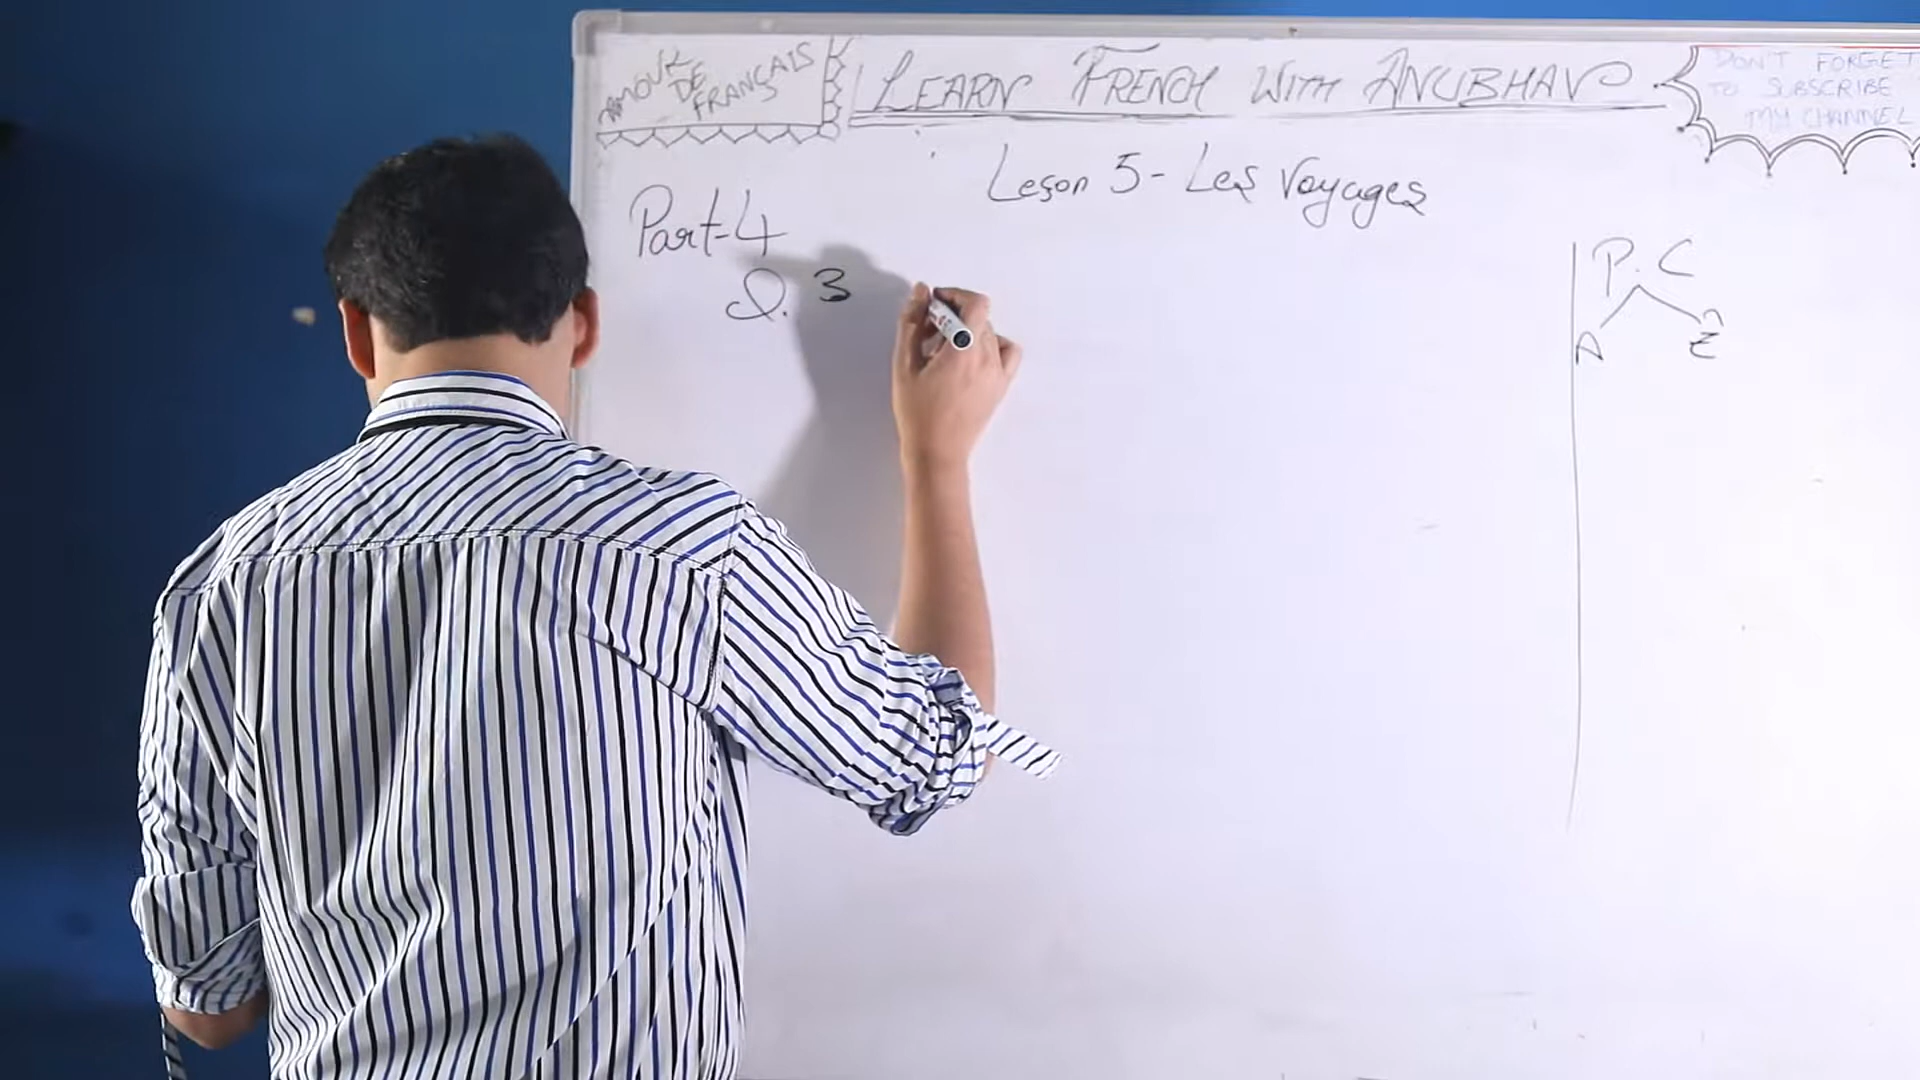 AMOUR
DE
FRANÇAIS
LEARN FRENCH WITH ANUBHAV
DON'T FORGET
TO SUBSCRIBE
MY CHANNEL
Leçon 5 - Les Voyages
Part-4
Q. 3
P. C
A Ê